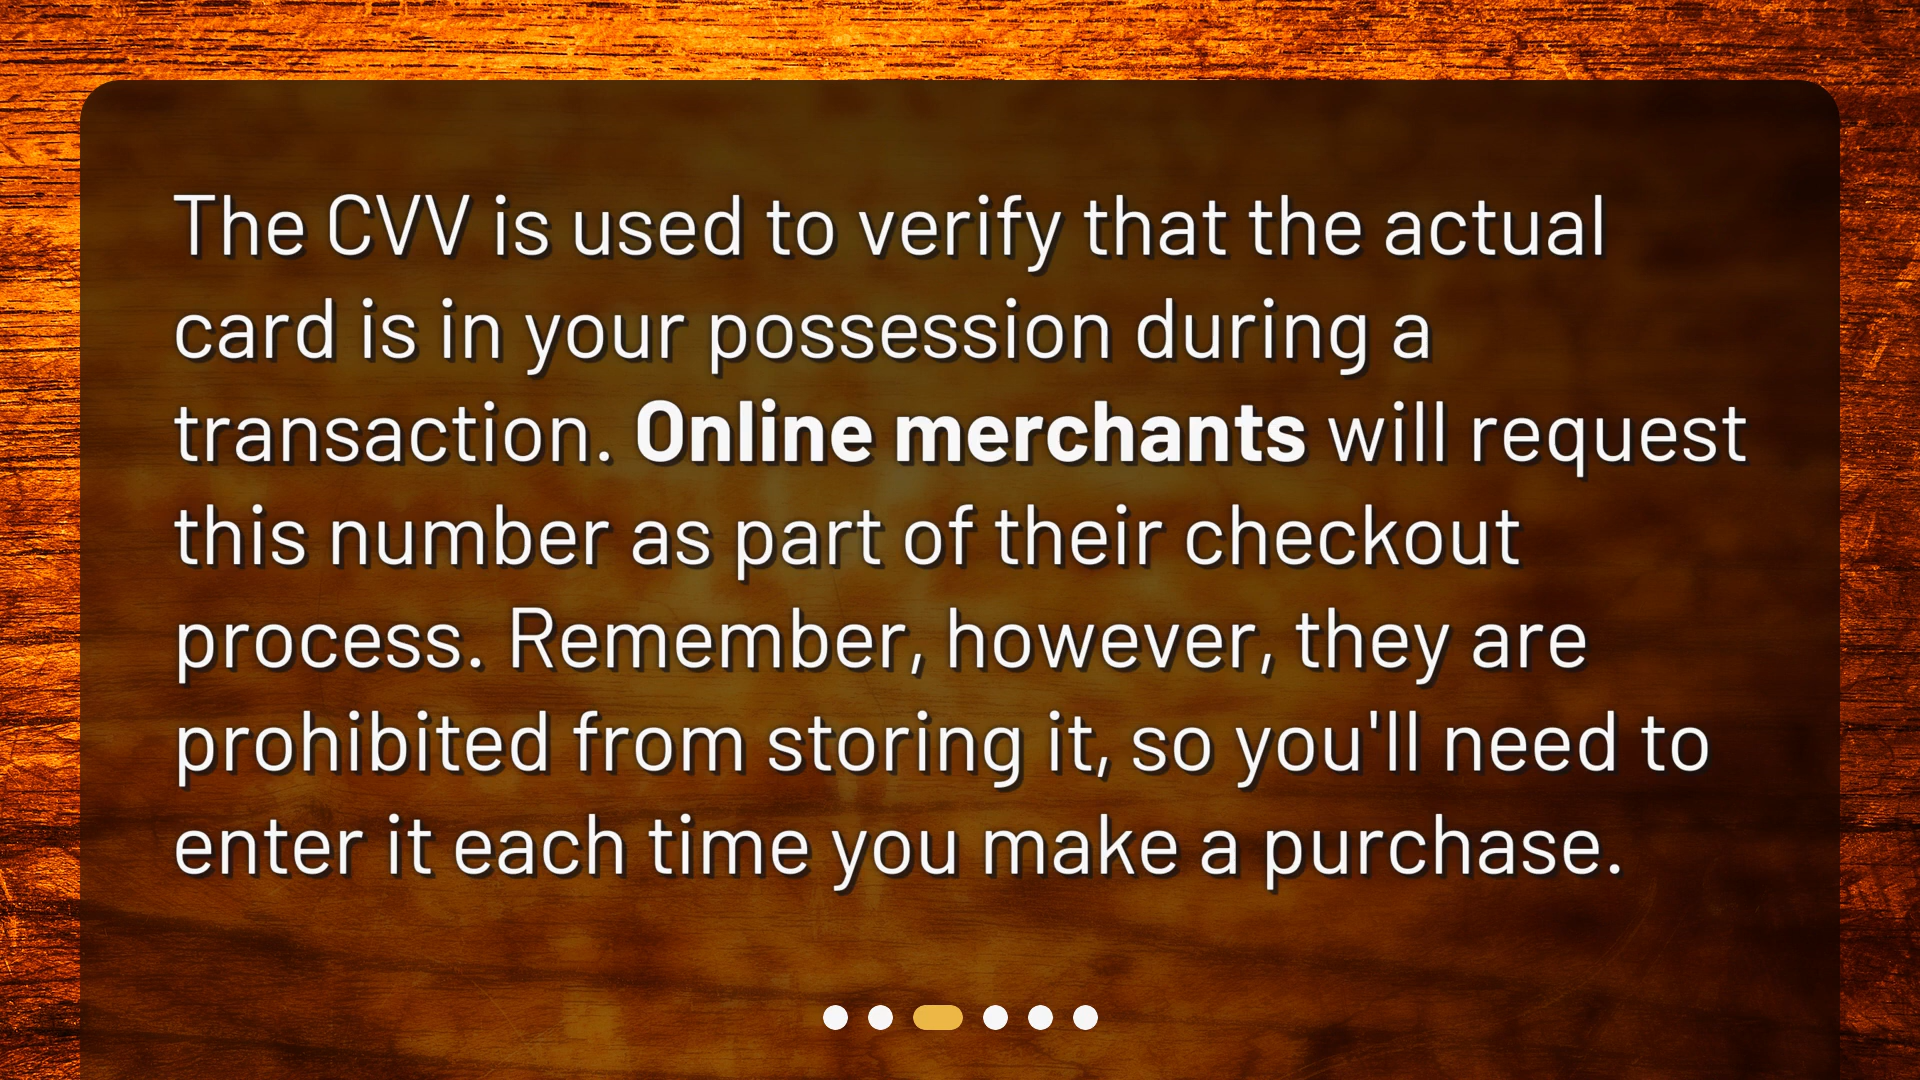 The CVV is used to verify that the actual
card is in your possession during a
transaction. Online merchants will request
this number as part of their checkout
process. Remember, however, they are
prohibited from storing it, so you'll need to
enter it each time you make a purchase.